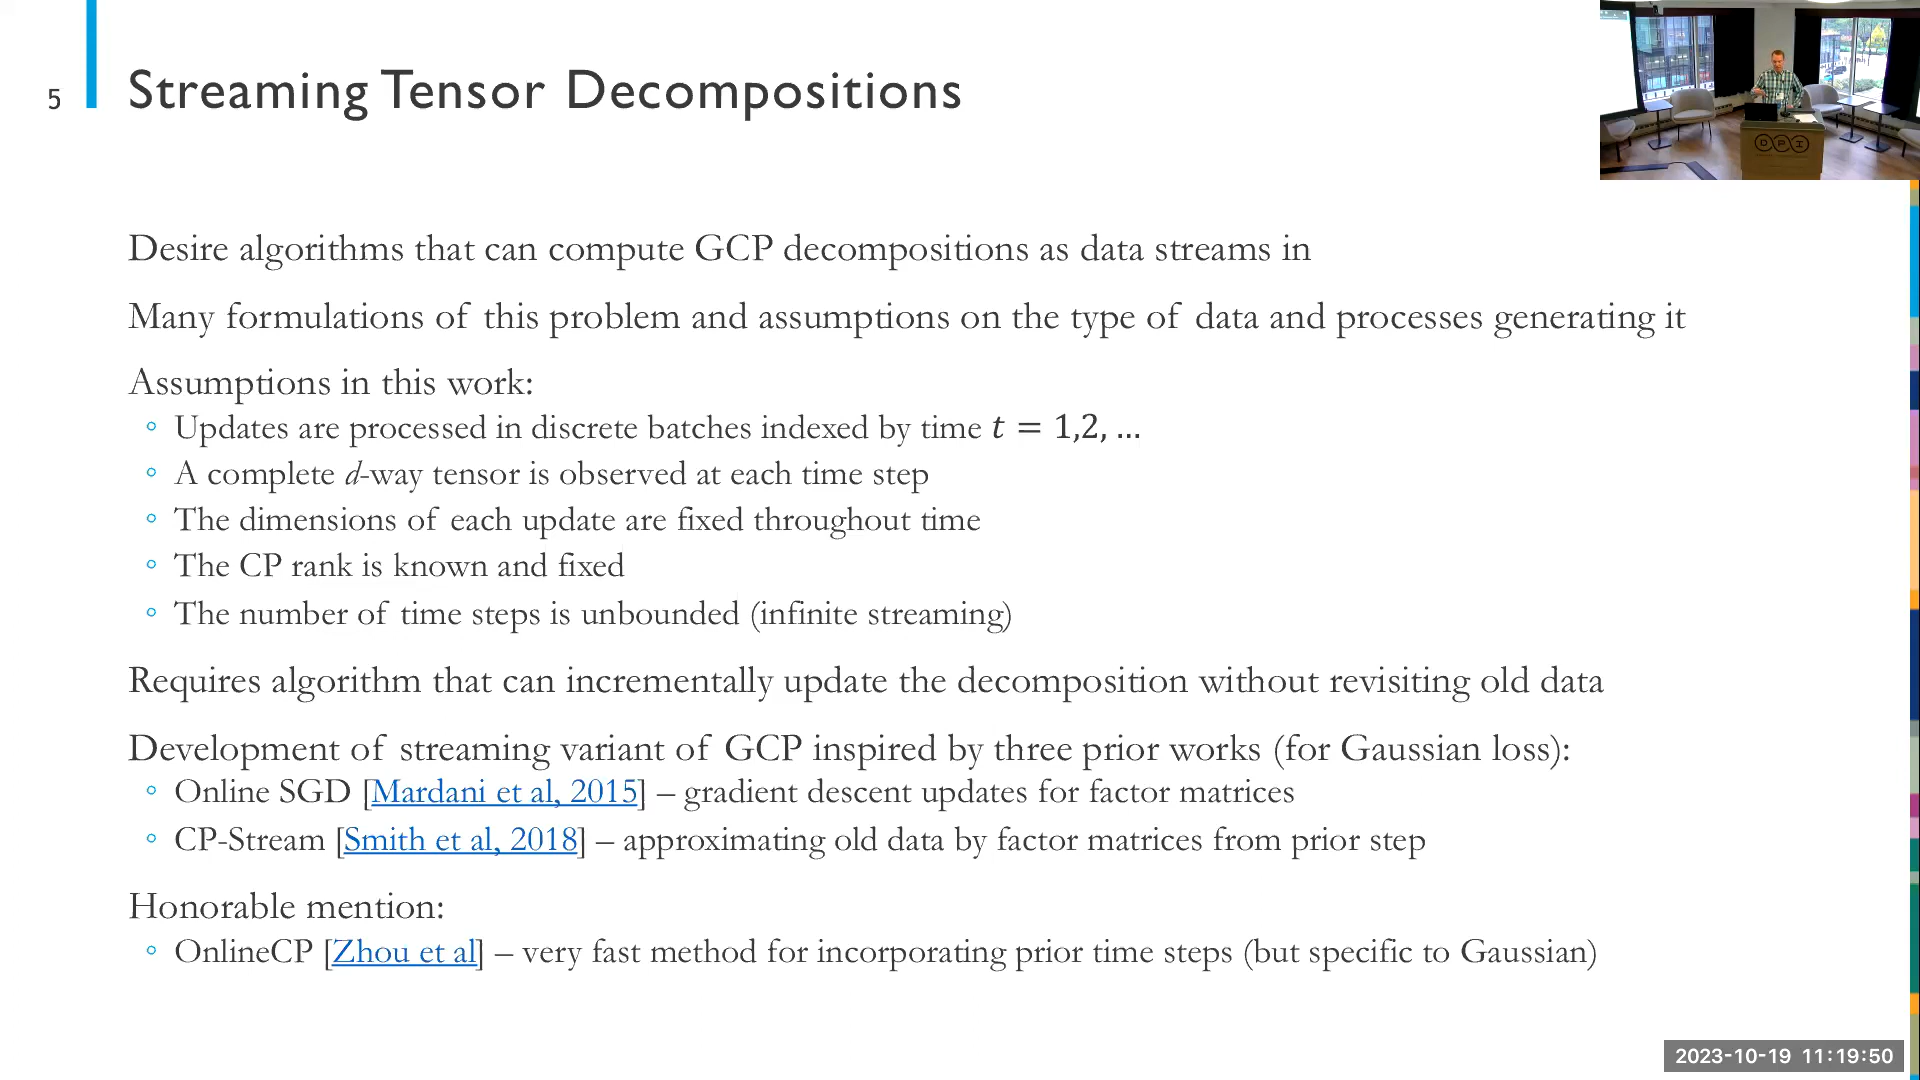 5
Streaming Tensor Decompositions
Desire algorithms that can compute GCP decompositions as data streams in
Many formulations of this problem and assumptions on the type of data and processes generating it
Assumptions in this work:
◦ Updates are processed in discrete batches indexed by time t = 1,2, …
◦ A complete d-way tensor is observed at each time step
◦ The dimensions of each update are fixed throughout time
◦ The CP rank is known and fixed
◦ The number of time steps is unbounded (infinite streaming)
Requires algorithm that can incrementally update the decomposition without revisiting old data
Development of streaming variant of GCP inspired by three prior works (for Gaussian loss):
◦ Online SGD [Mardani et al, 2015] – gradient descent updates for factor matrices
◦ CP-Stream [Smith et al, 2018] – approximating old data by factor matrices from prior step
Honorable mention:
◦ OnlineCP [Zhou et al] – very fast method for incorporating prior time steps (but specific to Gaussian)
DPI
2023-10-19 11:19:50